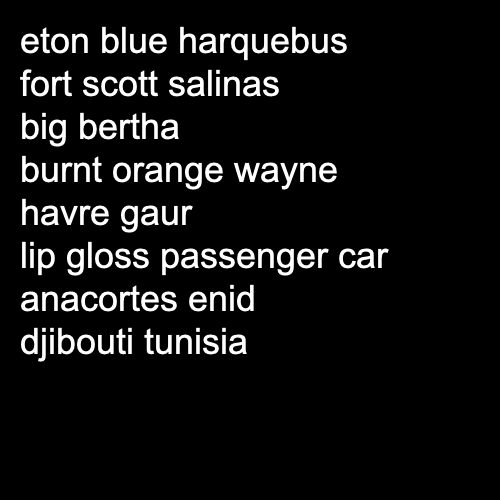 eton blue harquebus
fort scott salinas
big bertha
burnt orange wayne
havre gaur
lip gloss passenger car
anacortes enid
djibouti tunisia